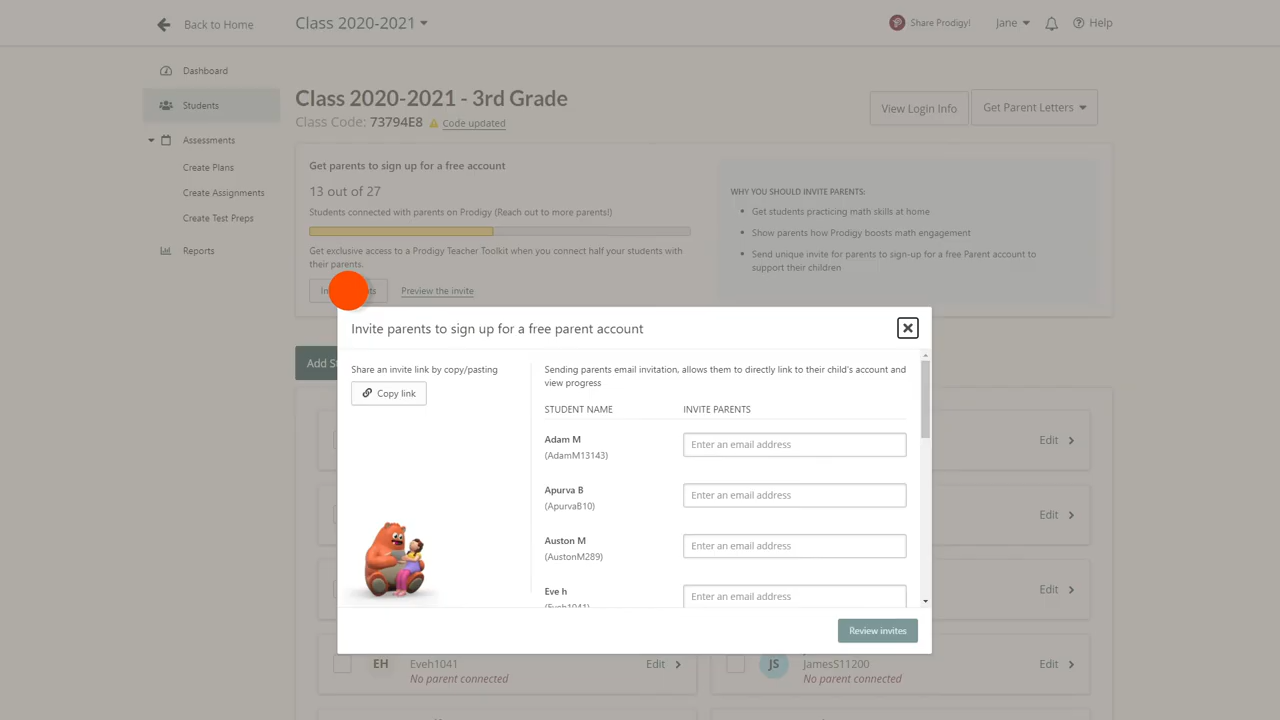 Back to Home
Class 2020-2021
Share Prodigy!
Jane
Help
Dashboard
Students
Assessments
Create Plans
Create Assignments
Create Test Preps
Reports
Class 2020-2021 - 3rd Grade
Class Code: 73794E8 Code updated
View Login Info
Get Parent Letters
Get parents to sign up for a free account
13 out of 27
Students connected with parents on Prodigy (Reach out to more parents!)
Get exclusive access to a Prodigy Teacher Toolkit when you connect half your students with
their parents.
Preview the invite
WHY YOU SHOULD INVITE PARENTS:
• Get students practicing math skills at home
• Show parents how Prodigy boosts math engagement
• Send unique invite for parents to sign-up for a free Parent account to
support their children
Invite parents to sign up for a free parent account
Add
Share an invite link by copy/pasting
Copy link
Sending parents email invitation, allows them to directly link to their child's account and
view progress
STUDENT NAME
INVITE PARENTS
Adam M
(AdamM13143)
Enter an email address
Apurva B
(ApurvaB10)
Enter an email address
Auston M
(AustonM289)
Enter an email address
Eve h
Enter an email address
Review invites
Edit
Edit
Edit
EH
Eveh1041
No parent connected
Edit
JS
JamesS11200
No parent connected
Edit